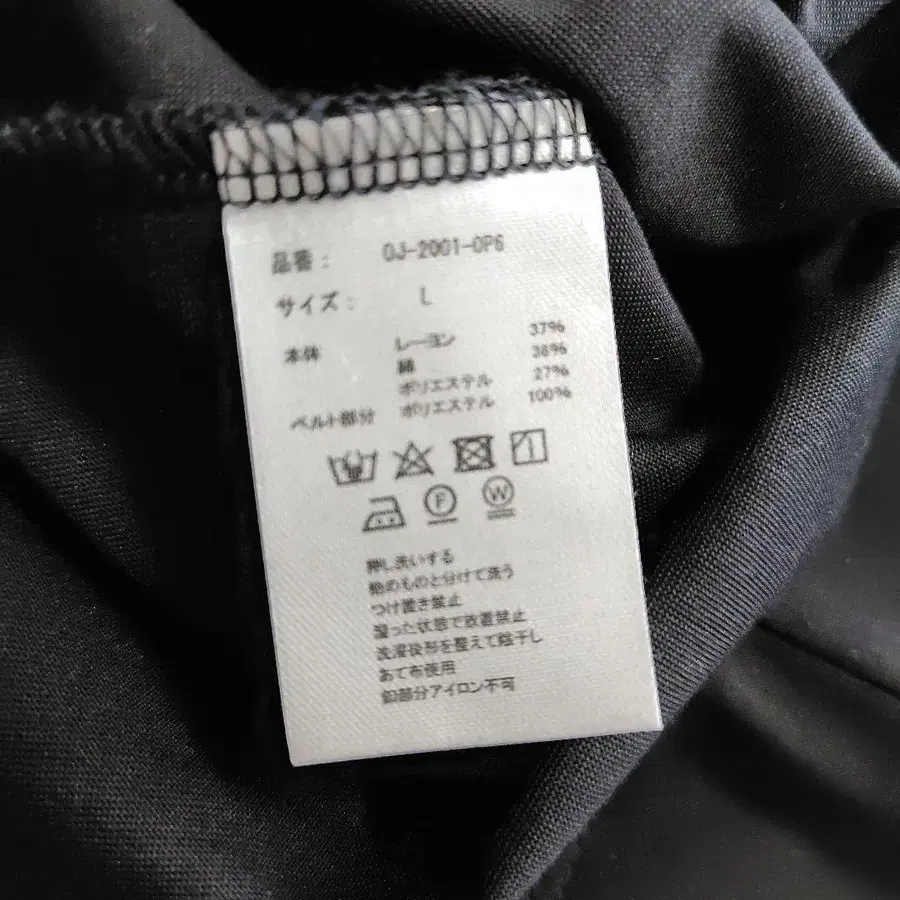 品番： OJ-2001-OP6
サイズ： L
本体 レーヨン 37%
綿 36%
ポリエステル 27%
ベルト部分 ポリエステル 100%
F W
押し洗いする
他のものと分けて洗う
つけ置き禁止
湿った状態で放置禁止
洗濯後形を整えて陰干し
あて布使用
釦部分アイロン不可